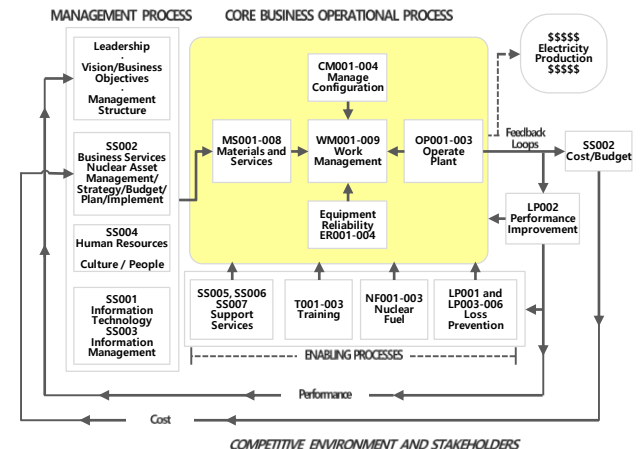 MANAGEMENT PROCESS
CORE BUSINESS OPERATIONAL PROCESS
Leadership
·
Vision/Business
Objectives
·
Management
Structure
SS002
Business Services
Nuclear Asset
Management/
Strategy/Budget/
Plan/Implement
SS004
Human Resources
Culture / People
SS001
Information
Technology
SS003
Information
Management
CM001-004
Manage
Configuration
MS001-008
Materials and
Services
WM001-009
Work
Management
OP001-003
Operate
Plant
Equipment
Reliability
ER001-004
$$$$$
Electricity
Production
$$$$$
Feedback
Loops
SS002
Cost/Budget
LP002
Performance
Improvement
SS005, SS006
SS007
Support
Services
T001-003
Training
NF001-003
Nuclear
Fuel
LP001 and
LP003-006
Loss
Prevention
ENABLING PROCESSES
Performance
Cost
COMPETITIVE ENVIRONMENT AND STAKEHOLDERS